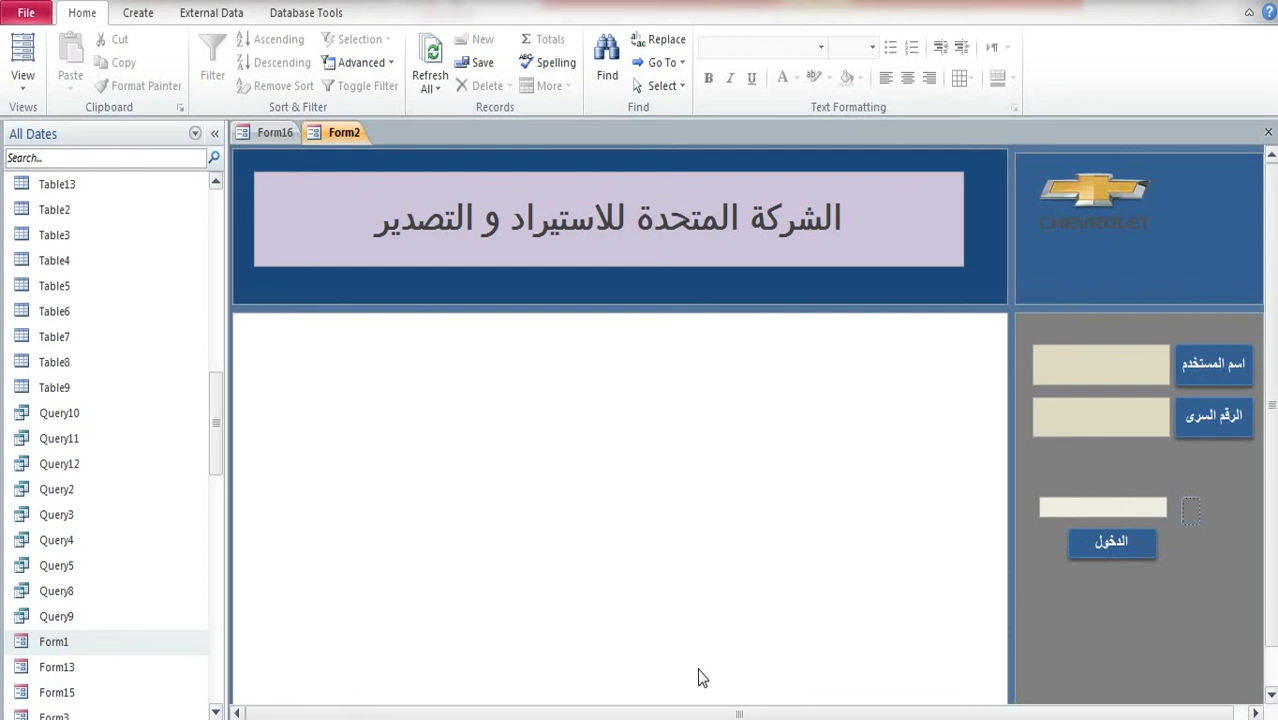 File Home Create External Data Database Tools
Cut Ascending Selection New Totals Replace
Copy Descending Advanced Save Spelling Go To
View Paste Format Painter Filter Remove Sort Toggle Filter Refresh All Delete More Find Select
Views Clipboard Sort & Filter Records Find Text Formatting
All Dates
Form16 Form2
Search...
Table13
Table2
Table3
Table4
Table5
Table6
Table7
Table8
Table9
Query10
Query11
Query12
Query2
Query3
Query4
Query5
Query8
Query9
Form1
Form13
Form15
Form3
الشركة المتحدة للاستيراد و التصدير
CHEVROLET
اسم المستخدم
الرقم السرى
الدخول